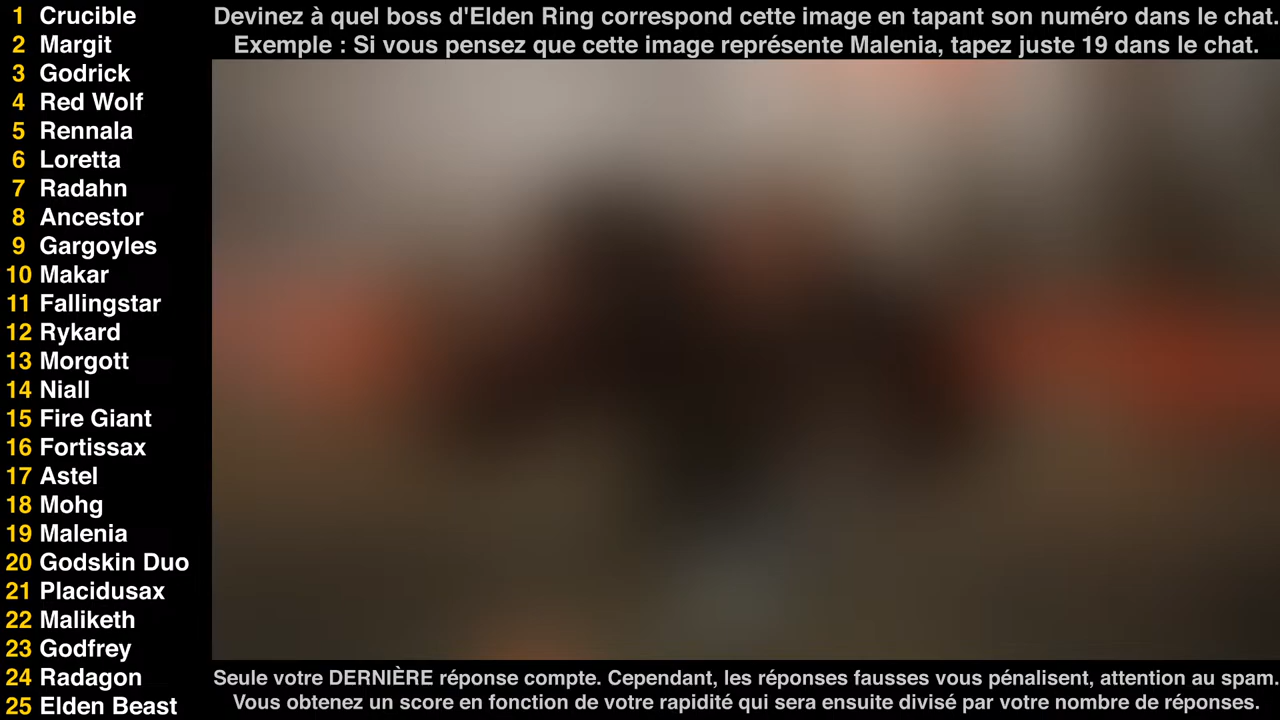 Devinez à quel boss d'Elden Ring correspond cette image en tapant son numéro dans le chat.
Exemple : Si vous pensez que cette image représente Malenia, tapez juste 19 dans le chat.
1 Crucible
2 Margit
3 Godrick
4 Red Wolf
5 Rennala
6 Loretta
7 Radahn
8 Ancestor
9 Gargoyles
10 Makar
11 Fallingstar
12 Rykard
13 Morgott
14 Niall
15 Fire Giant
16 Fortissax
17 Astel
18 Mohg
19 Malenia
20 Godskin Duo
21 Placidusax
22 Maliketh
23 Godfrey
24 Radagon
25 Elden Beast
Seule votre DERNIÈRE réponse compte. Cependant, les réponses fausses vous pénalisent, attention au spam.
Vous obtenez un score en fonction de votre rapidité qui sera ensuite divisé par votre nombre de réponses.